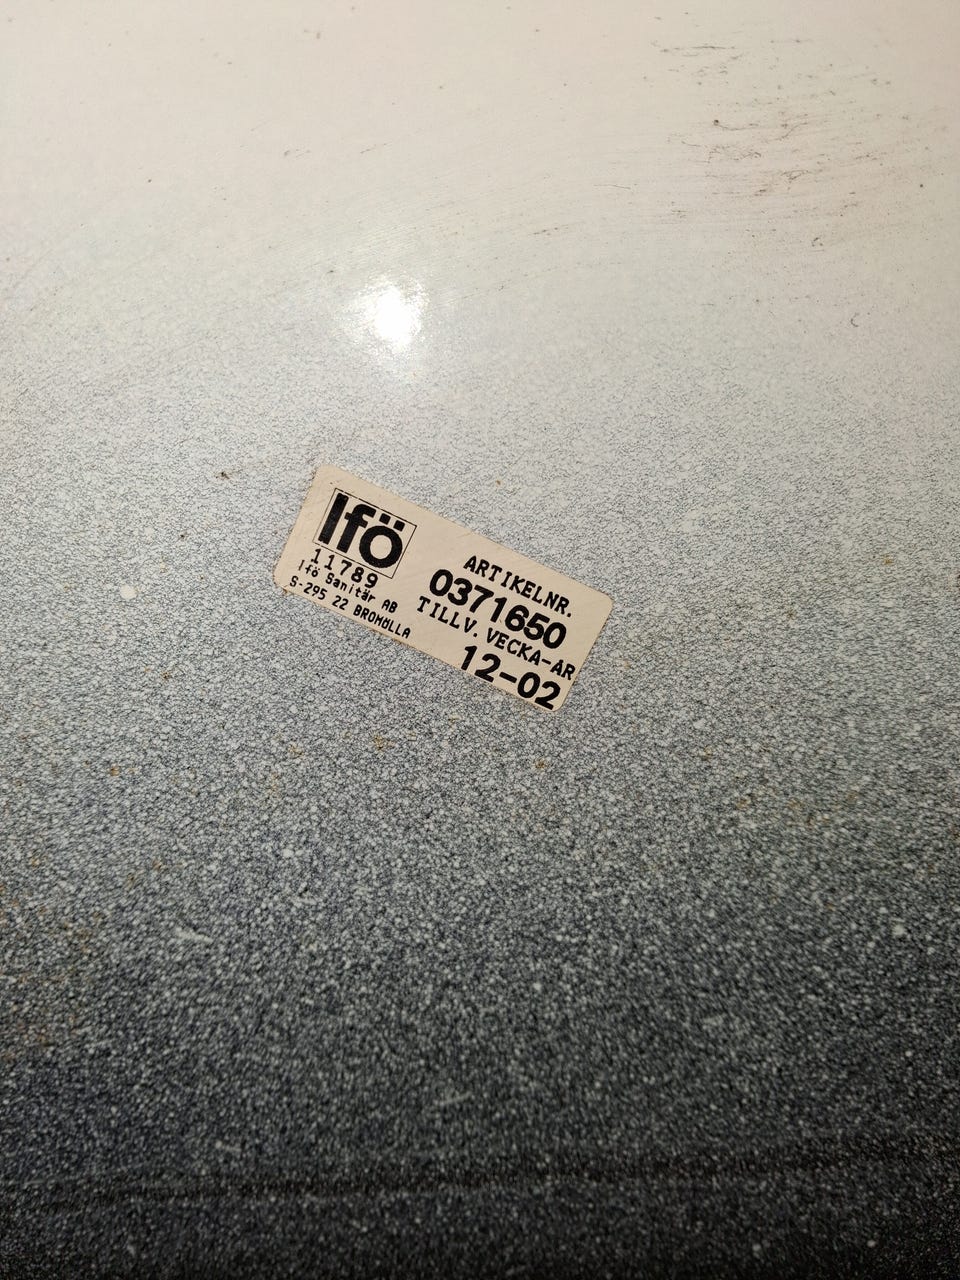 Ifö
11789
Ifö Sanitär AB
S-295 22 BROMÖLLA
ARTIKELNR.
0371650
TILLV. VECKA-AR
12-02